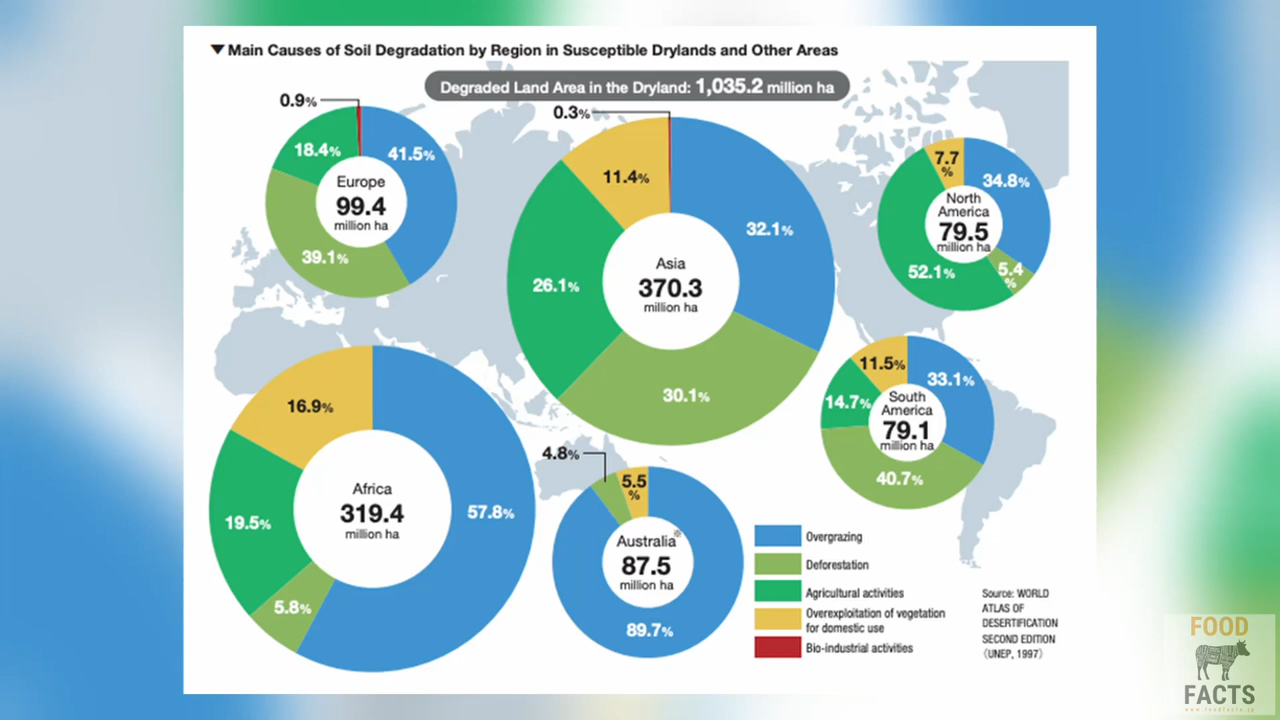 ▼Main Causes of Soil Degradation by Region in Susceptible Drylands and Other Areas
Degraded Land Area in the Dryland: 1,035.2 million ha
0.9%
18.4%
41.5%
Europe
99.4
million ha
39.1%
0.3%
11.4%
32.1%
26.1%
Asia
370.3
million ha
30.1%
7.7
%
34.8%
North
America
79.5
million ha
52.1%
5.4
%
16.9%
Africa
319.4
million ha
57.8%
19.5%
5.8%
4.8%
5.5
%
Australia※
87.5
million ha
89.7%
11.5%
33.1%
14.7%
South
America
79.1
million ha
40.7%
Overgrazing
Deforestation
Agricultural activities
Overexploitation of vegetation
for domestic use
Bio-industrial activities
Source: WORLD
ATLAS OF
DESERTIFICATION
SECOND EDITION
(UNEP, 1997)
FOOD
FACTS